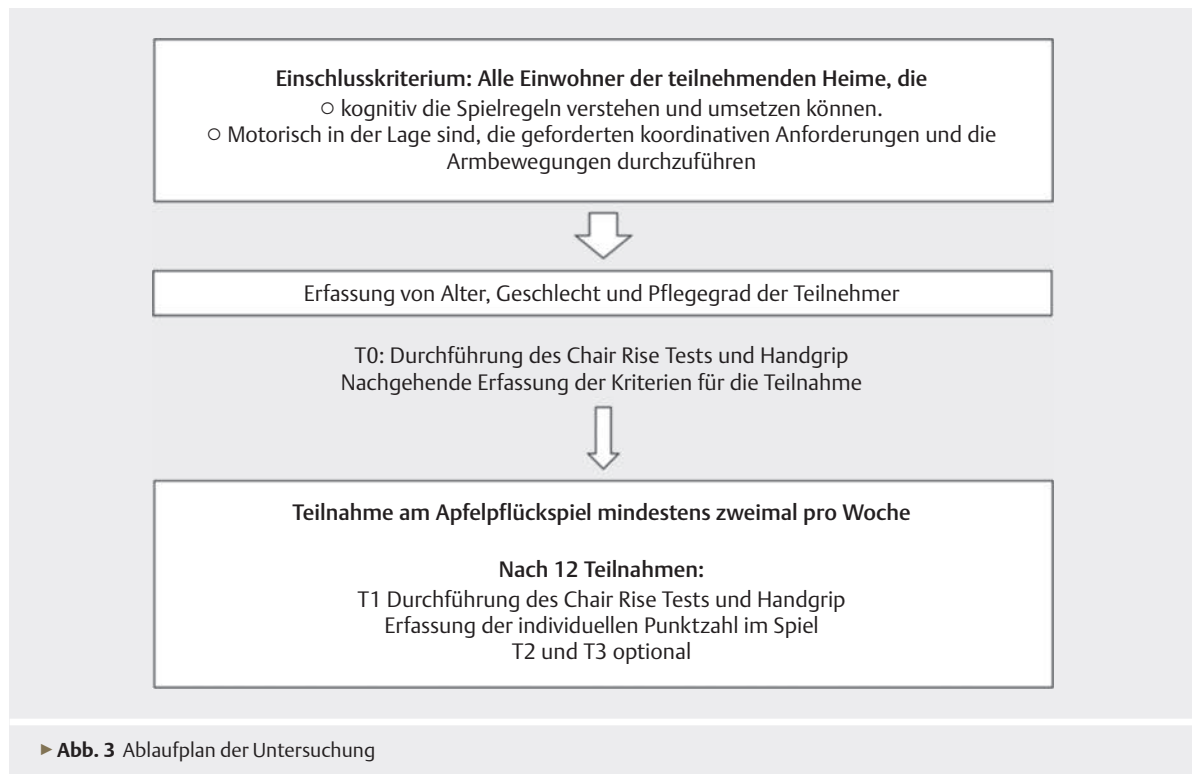 Einschlusskriterium: Alle Einwohner der teilnehmenden Heime, die
○ kognitiv die Spielregeln verstehen und umsetzen können.
○ Motorisch in der Lage sind, die geforderten koordinativen Anforderungen und die
Armbewegungen durchzuführen
Erfassung von Alter, Geschlecht und Pflegegrad der Teilnehmer
T0: Durchführung des Chair Rise Tests und Handgrip
Nachgehende Erfassung der Kriterien für die Teilnahme
Teilnahme am Apfelpflückspiel mindestens zweimal pro Woche
Nach 12 Teilnahmen:
T1 Durchführung des Chair Rise Tests und Handgrip
Erfassung der individuellen Punktzahl im Spiel
T2 und T3 optional
▶ Abb. 3 Ablaufplan der Untersuchung